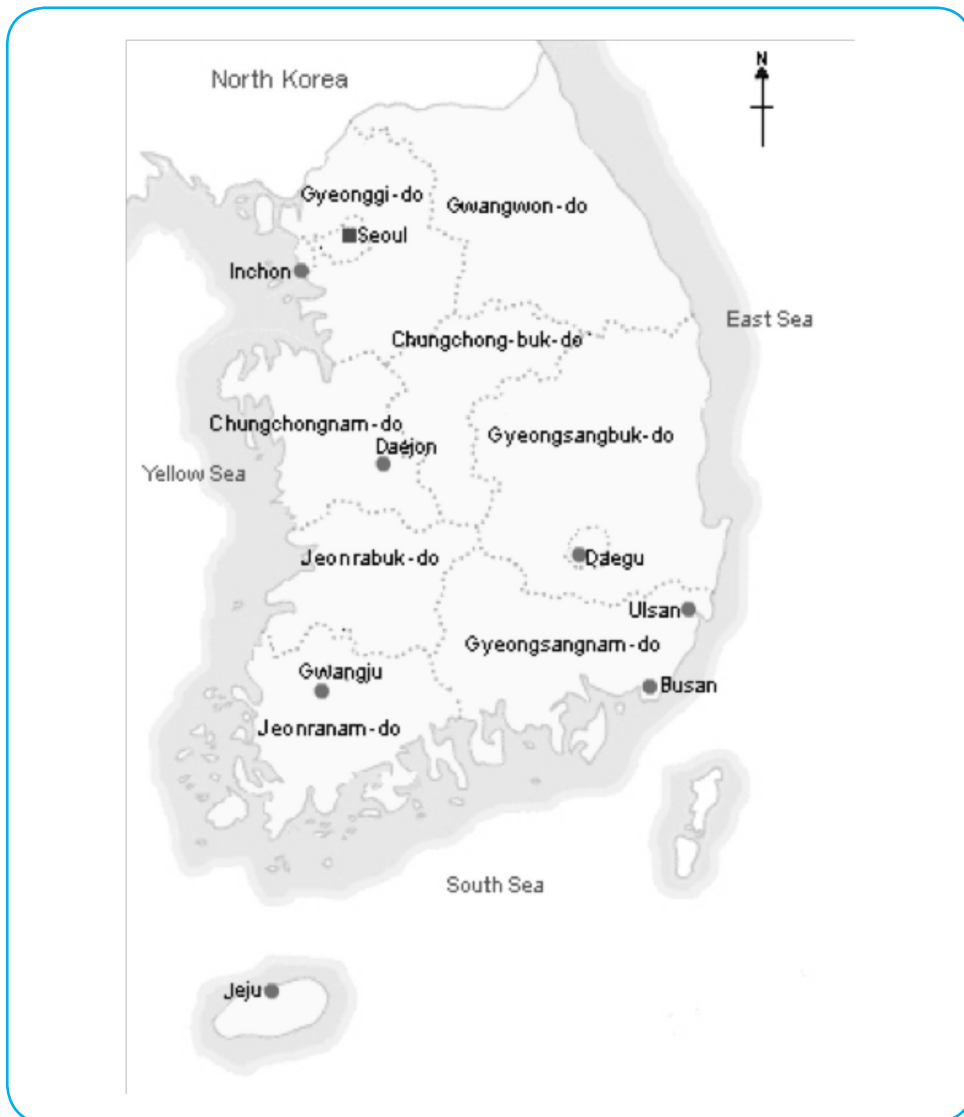 North Korea
N
Gyeonggi-do
Gwangwon-do
Seoul
Inchon
East Sea
Chungchong-buk-do
Chungchongnam-do
Gyeongsangbuk-do
Daejon
Yellow Sea
Jeonrabuk-do
Daegu
Ulsan
Gyeongsangnam-do
Gwangju
Busan
Jeonranam-do
South Sea
Jeju